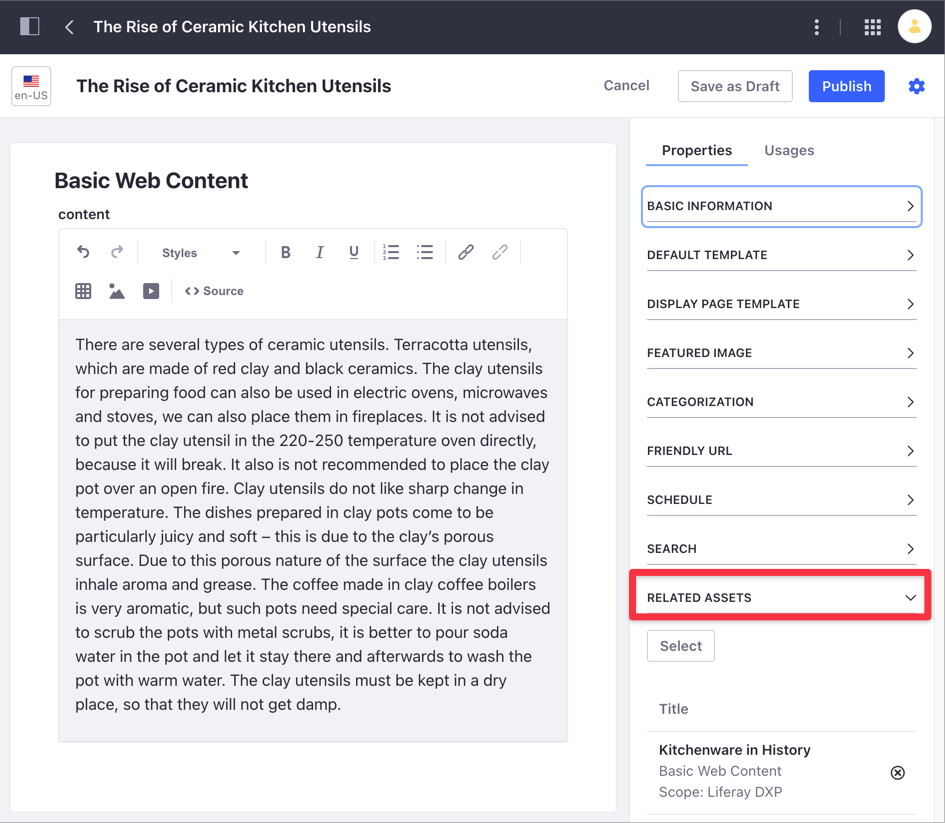 The Rise of Ceramic Kitchen Utensils
en-US
The Rise of Ceramic Kitchen Utensils
Cancel
Save as Draft
Publish
Basic Web Content
content
Styles
B
I
U
Source
There are several types of ceramic utensils. Terracotta utensils,
which are made of red clay and black ceramics. The clay utensils
for preparing food can also be used in electric ovens, microwaves
and stoves, we can also place them in fireplaces. It is not advised
to put the clay utensil in the 220-250 temperature oven directly,
because it will break. It also is not recommended to place the clay
pot over an open fire. Clay utensils do not like sharp change in
temperature. The dishes prepared in clay pots come to be
particularly juicy and soft – this is due to the clay’s porous
surface. Due to this porous nature of the surface the clay utensils
inhale aroma and grease. The coffee made in clay coffee boilers
is very aromatic, but such pots need special care. It is not advised
to scrub the pots with metal scrubs, it is better to pour soda
water in the pot and let it stay there and afterwards to wash the
pot with warm water. The clay utensils must be kept in a dry
place, so that they will not get damp.
Properties
Usages
BASIC INFORMATION
DEFAULT TEMPLATE
DISPLAY PAGE TEMPLATE
FEATURED IMAGE
CATEGORIZATION
FRIENDLY URL
SCHEDULE
SEARCH
RELATED ASSETS
Select
Title
Kitchenware in History
Basic Web Content
Scope: Liferay DXP